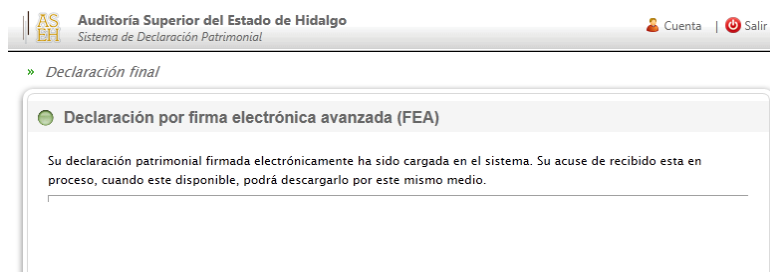 ASEH
Auditoría Superior del Estado de Hidalgo
Sistema de Declaración Patrimonial
Cuenta | Salir
» Declaración final
Declaración por firma electrónica avanzada (FEA)
Su declaración patrimonial firmada electrónicamente ha sido cargada en el sistema. Su acuse de recibido esta en
proceso, cuando este disponible, podrá descargarlo por este mismo medio.